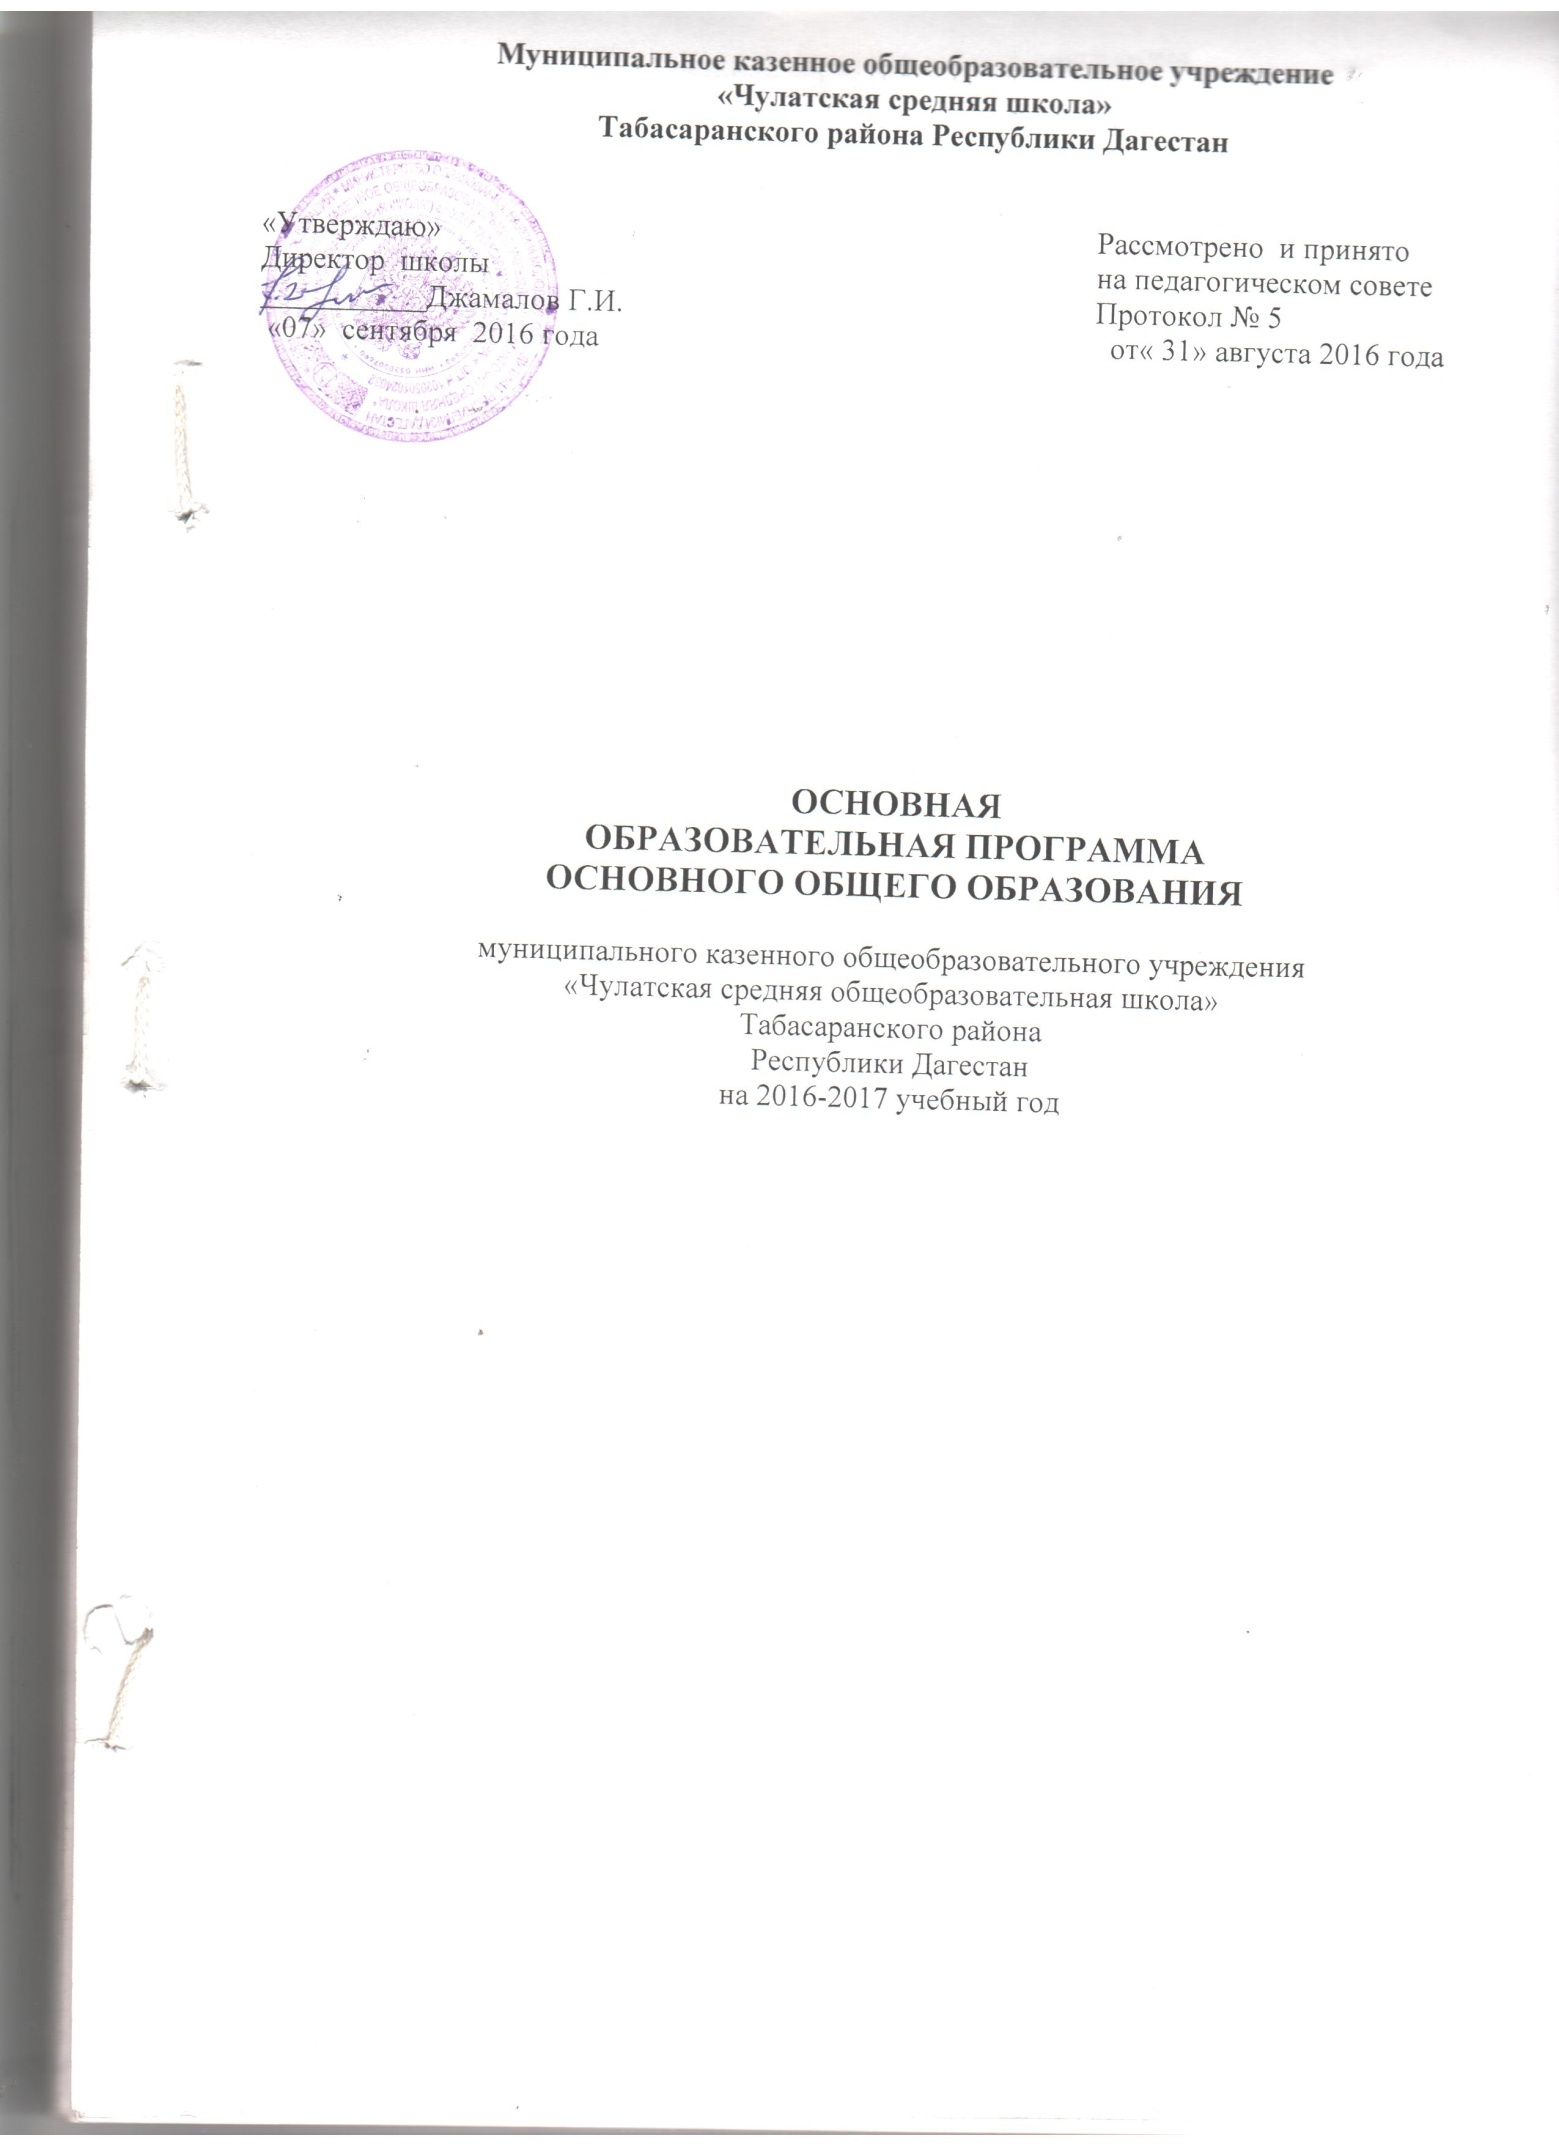 Муниципальное казенное общеобразовательное учреждение
«Чулатская средняя школа»
Табасаранского района Республики Дагестан
«Утверждаю»
Директор школы
____________Джамалов Г.И.
«07» сентября 2016 года
Рассмотрено и принято
на педагогическом совете
Протокол № 5
от« 31» августа 2016 года
ОСНОВНАЯ
ОБРАЗОВАТЕЛЬНАЯ ПРОГРАММА
ОСНОВНОГО ОБЩЕГО ОБРАЗОВАНИЯ
муниципального казенного общеобразовательного учреждения
«Чулатская средняя общеобразовательная школа»
Табасаранского района
Республики Дагестан
на 2016-2017 учебный год